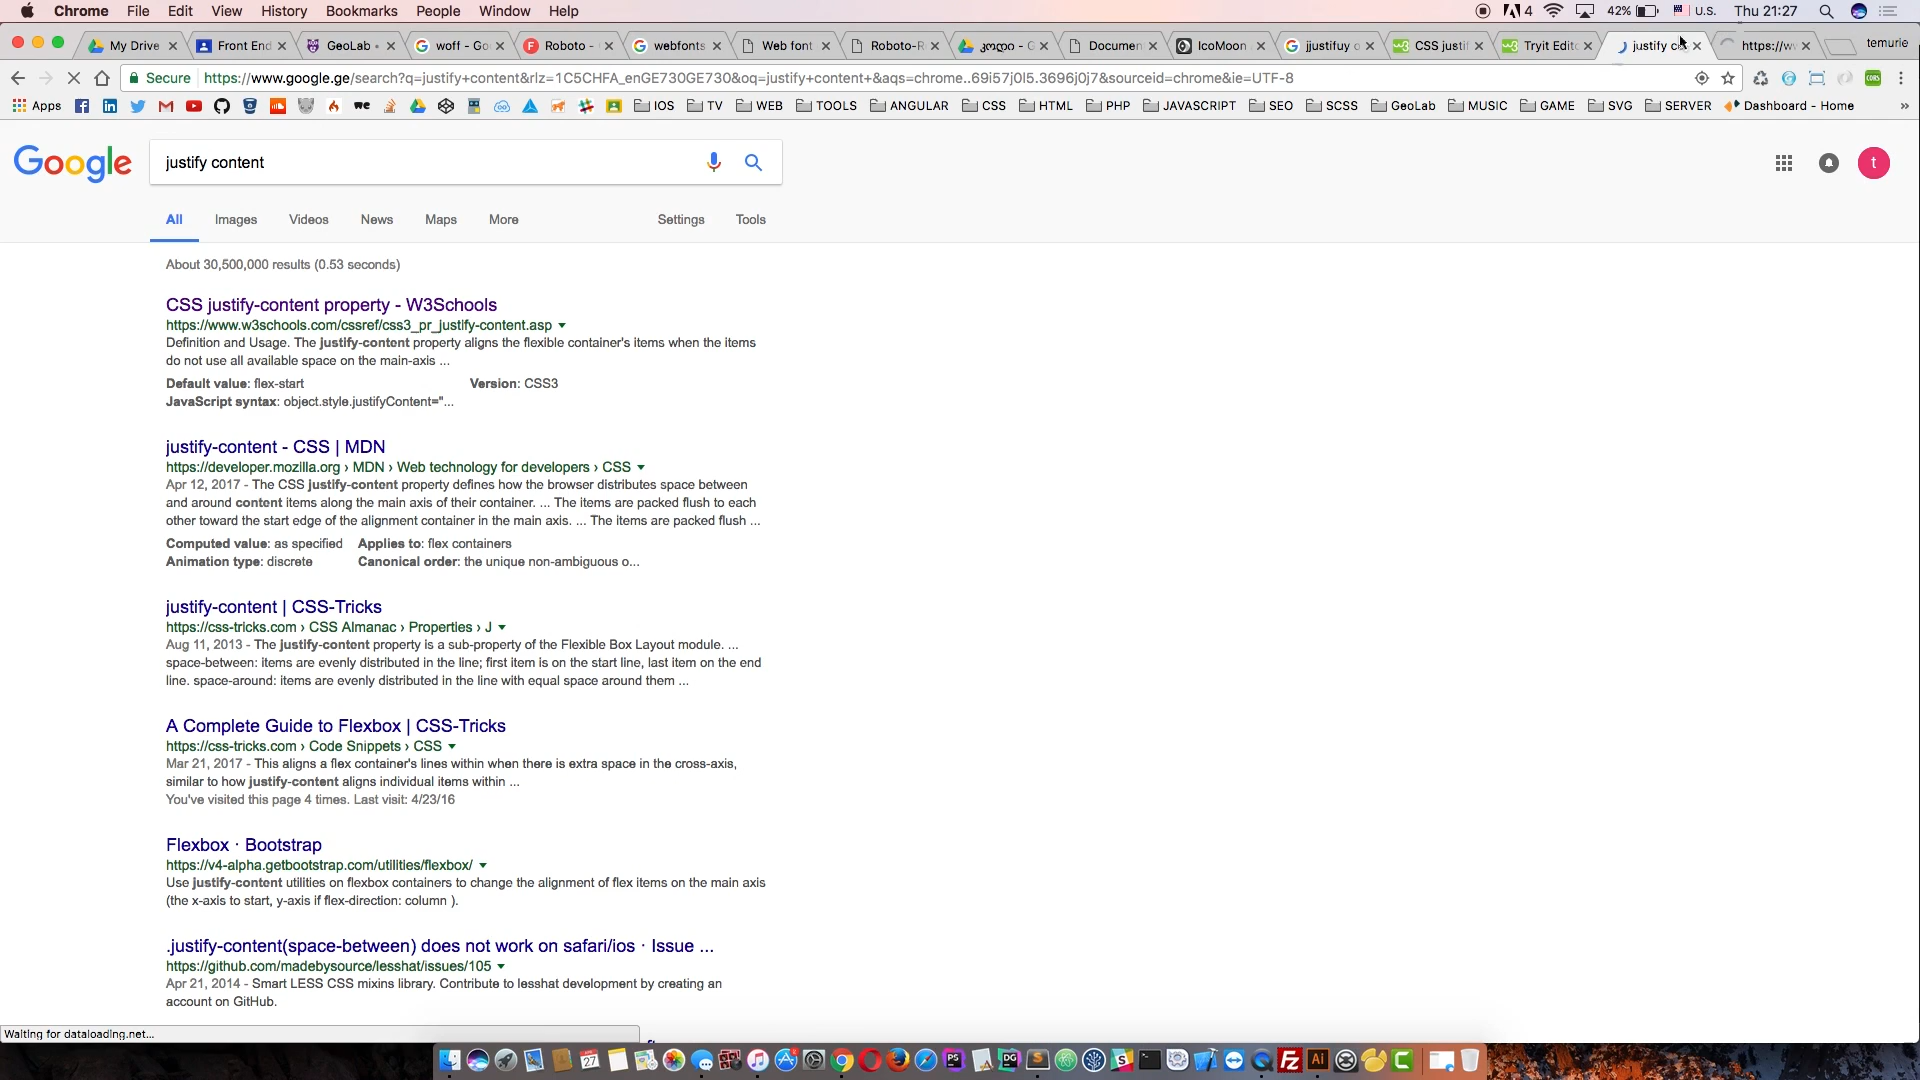 Chrome File Edit View History Bookmarks People Window Help 4 42% U.S. Thu 21:27
My Drive Front End GeoLab woff - Go Roboto - webfonts Web font Roboto-R კოდი - G Documen IcoMoon jjustifuy o CSS justif Tryit Edit justify c https://w temurie
Secure https://www.google.ge/search?q=justify+content&rlz=1C5CHFA_enGE730GE730&oq=justify+content+&aqs=chrome..69i57j0l5.3696j0j7&sourceid=chrome&ie=UTF-8
Apps IOS TV WEB TOOLS ANGULAR CSS HTML PHP JAVASCRIPT SEO SCSS GeoLab MUSIC GAME SVG SERVER Dashboard - Home »
Google justify content t
All Images Videos News Maps More Settings Tools
About 30,500,000 results (0.53 seconds)
CSS justify-content property - W3Schools
https://www.w3schools.com/cssref/css3_pr_justify-content.asp
Definition and Usage. The justify-content property aligns the flexible container's items when the items
do not use all available space on the main-axis ...
Default value: flex-start Version: CSS3
JavaScript syntax: object.style.justifyContent="...
justify-content - CSS | MDN
https://developer.mozilla.org › MDN › Web technology for developers › CSS
Apr 12, 2017 - The CSS justify-content property defines how the browser distributes space between
and around content items along the main axis of their container. ... The items are packed flush to each
other toward the start edge of the alignment container in the main axis. ... The items are packed flush ...
Computed value: as specified Applies to: flex containers
Animation type: discrete Canonical order: the unique non-ambiguous o...
justify-content | CSS-Tricks
https://css-tricks.com › CSS Almanac › Properties › J
Aug 11, 2013 - The justify-content property is a sub-property of the Flexible Box Layout module. ...
space-between: items are evenly distributed in the line; first item is on the start line, last item on the end
line. space-around: items are evenly distributed in the line with equal space around them ...
A Complete Guide to Flexbox | CSS-Tricks
https://css-tricks.com › Code Snippets › CSS
Mar 21, 2017 - This aligns a flex container's lines within when there is extra space in the cross-axis,
similar to how justify-content aligns individual items within ...
You've visited this page 4 times. Last visit: 4/23/16
Flexbox · Bootstrap
https://v4-alpha.getbootstrap.com/utilities/flexbox/
Use justify-content utilities on flexbox containers to change the alignment of flex items on the main axis
(the x-axis to start, y-axis if flex-direction: column ).
.justify-content(space-between) does not work on safari/ios · Issue ...
https://github.com/madebysource/lesshat/issues/105
Apr 21, 2014 - Smart LESS CSS mixins library. Contribute to lesshat development by creating an
account on GitHub.
Waiting for dataloading.net...